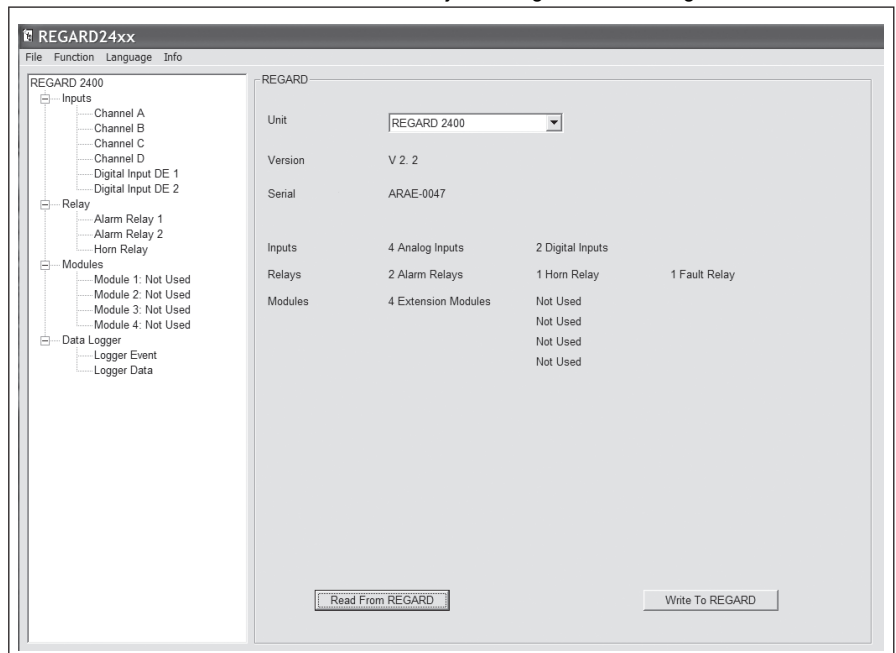 REGARD24xx
File Function Language Info
REGARD 2400
Inputs
Channel A
Channel B
Channel C
Channel D
Digital Input DE 1
Digital Input DE 2
Relay
Alarm Relay 1
Alarm Relay 2
Horn Relay
Modules
Module 1: Not Used
Module 2: Not Used
Module 3: Not Used
Module 4: Not Used
Data Logger
Logger Event
Logger Data
REGARD
Unit REGARD 2400
Version V 2. 2
Serial ARAE-0047
Inputs 4 Analog Inputs 2 Digital Inputs
Relays 2 Alarm Relays 1 Horn Relay 1 Fault Relay
Modules 4 Extension Modules Not Used
Not Used
Not Used
Not Used
Read From REGARD Write To REGARD